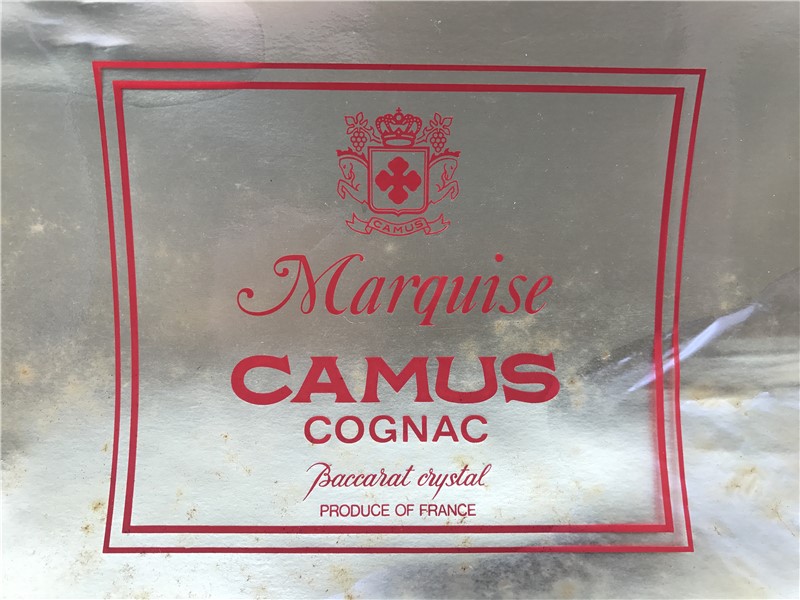 CAMUS
Marquise
CAMUS
COGNAC
Baccarat crystal
PRODUCE OF FRANCE